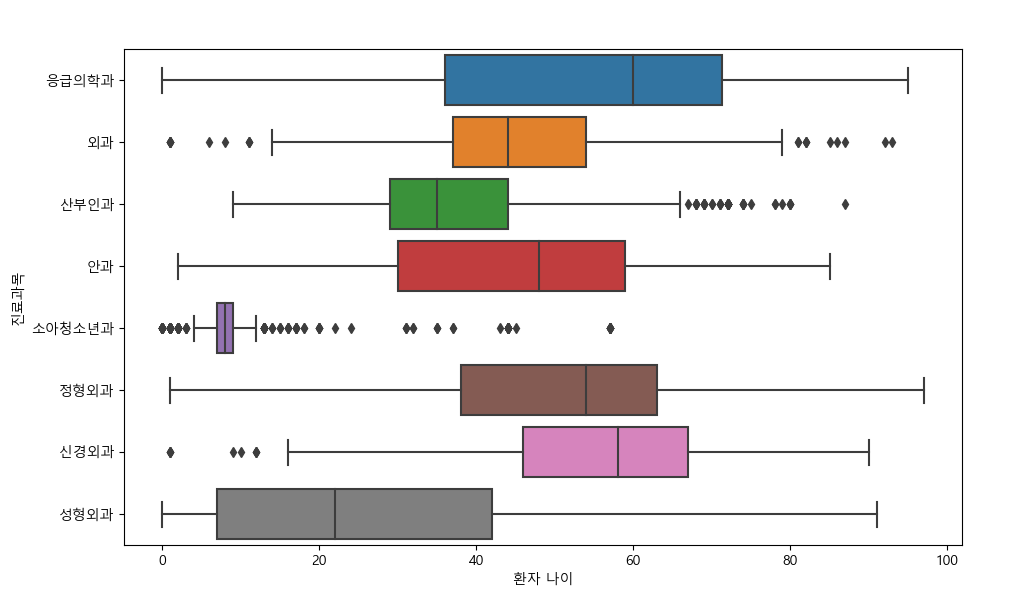 응급의학과
외과
산부인과
안과
소아청소년과
정형외과
신경외과
성형외과
진료과목
0 20 40 60 80 100
환자 나이